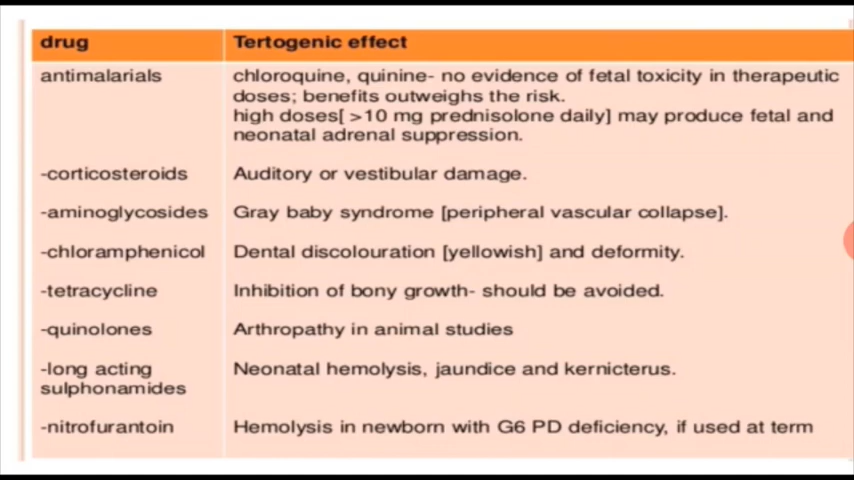 drug Tertogenic effect
antimalarials chloroquine, quinine- no evidence of fetal toxicity in therapeutic
doses; benefits outweighs the risk.
high doses[ >10 mg prednisolone daily] may produce fetal and
neonatal adrenal suppression.
-corticosteroids Auditory or vestibular damage.
-aminoglycosides Gray baby syndrome [peripheral vascular collapse].
-chloramphenicol Dental discolouration [yellowish] and deformity.
-tetracycline Inhibition of bony growth- should be avoided.
-quinolones Arthropathy in animal studies
-long acting Neonatal hemolysis, jaundice and kernicterus.
sulphonamides
-nitrofurantoin Hemolysis in newborn with G6 PD deficiency, if used at term